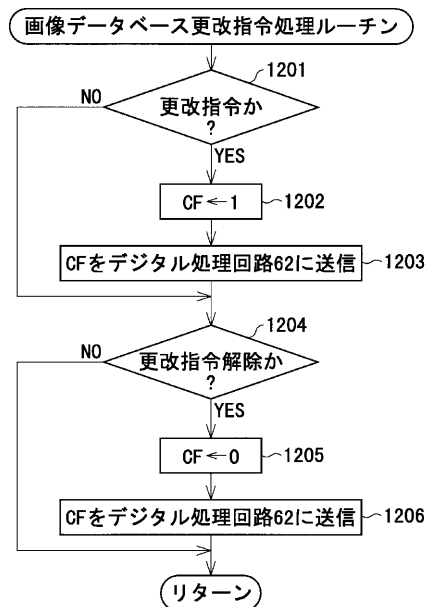 画像データベース更改指令処理ルーチン
1201
NO
更改指令か
?
YES
CF←1
1202
CFをデジタル処理回路62に送信
1203
1204
NO
更改指令解除か
?
YES
CF←0
1205
CFをデジタル処理回路62に送信
1206
リターン